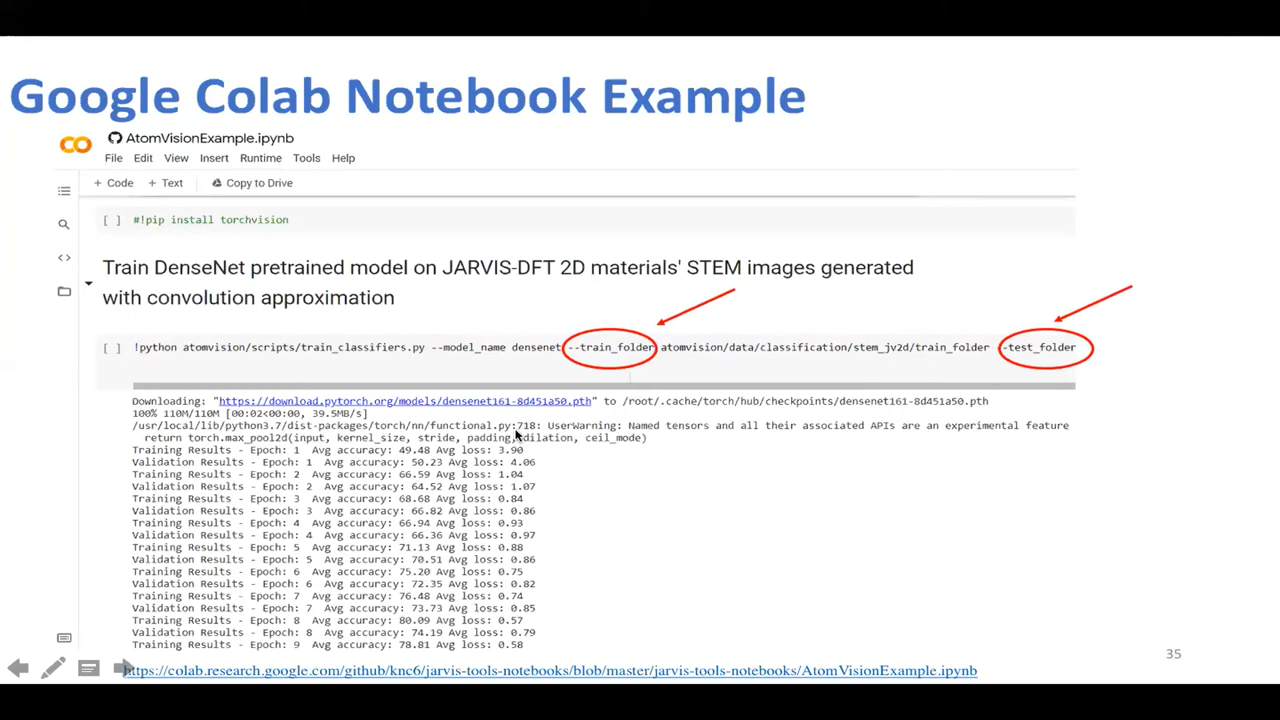 Google Colab Notebook Example
AtomVisionExample.ipynb
File Edit View Insert Runtime Tools Help
+ Code + Text Copy to Drive
[ ] #!pip install torchvision
Train DenseNet pretrained model on JARVIS-DFT 2D materials' STEM images generated
with convolution approximation
[ ] !python atomvision/scripts/train_classifiers.py --model_name densenet --train_folder atomvision/data/classification/stem_jv2d/train_folder --test_folder
Downloading: "https://download.pytorch.org/models/densenet161-8d451a50.pth" to /root/.cache/torch/hub/checkpoints/densenet161-8d451a50.pth
100% 110M/110M [00:02<00:00, 39.5MB/s]
/usr/local/lib/python3.7/dist-packages/torch/nn/functional.py:718: UserWarning: Named tensors and all their associated APIs are an experimental feature
return torch.max_pool2d(input, kernel_size, stride, padding, dilation, ceil_mode)
Training Results - Epoch: 1 Avg accuracy: 49.48 Avg loss: 3.90
Validation Results - Epoch: 1 Avg accuracy: 50.23 Avg loss: 4.06
Training Results - Epoch: 2 Avg accuracy: 66.59 Avg loss: 1.04
Validation Results - Epoch: 2 Avg accuracy: 64.52 Avg loss: 1.07
Training Results - Epoch: 3 Avg accuracy: 68.68 Avg loss: 0.84
Validation Results - Epoch: 3 Avg accuracy: 66.82 Avg loss: 0.86
Training Results - Epoch: 4 Avg accuracy: 66.94 Avg loss: 0.93
Validation Results - Epoch: 4 Avg accuracy: 66.36 Avg loss: 0.97
Training Results - Epoch: 5 Avg accuracy: 71.13 Avg loss: 0.88
Validation Results - Epoch: 5 Avg accuracy: 70.51 Avg loss: 0.86
Training Results - Epoch: 6 Avg accuracy: 75.20 Avg loss: 0.75
Validation Results - Epoch: 6 Avg accuracy: 72.35 Avg loss: 0.82
Training Results - Epoch: 7 Avg accuracy: 76.48 Avg loss: 0.74
Validation Results - Epoch: 7 Avg accuracy: 73.73 Avg loss: 0.85
Training Results - Epoch: 8 Avg accuracy: 80.09 Avg loss: 0.57
Validation Results - Epoch: 8 Avg accuracy: 74.19 Avg loss: 0.79
Training Results - Epoch: 9 Avg accuracy: 78.81 Avg loss: 0.58
35
https://colab.research.google.com/github/knc6/jarvis-tools-notebooks/blob/master/jarvis-tools-notebooks/AtomVisionExample.ipynb